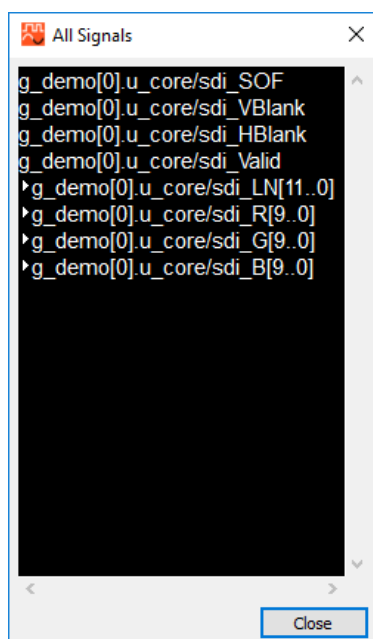 All Signals
g_demo[0].u_core/sdi_SOF
g_demo[0].u_core/sdi_VBlank
g_demo[0].u_core/sdi_HBlank
g_demo[0].u_core/sdi_Valid
g_demo[0].u_core/sdi_LN[11..0]
g_demo[0].u_core/sdi_R[9..0]
g_demo[0].u_core/sdi_G[9..0]
g_demo[0].u_core/sdi_B[9..0]
Close